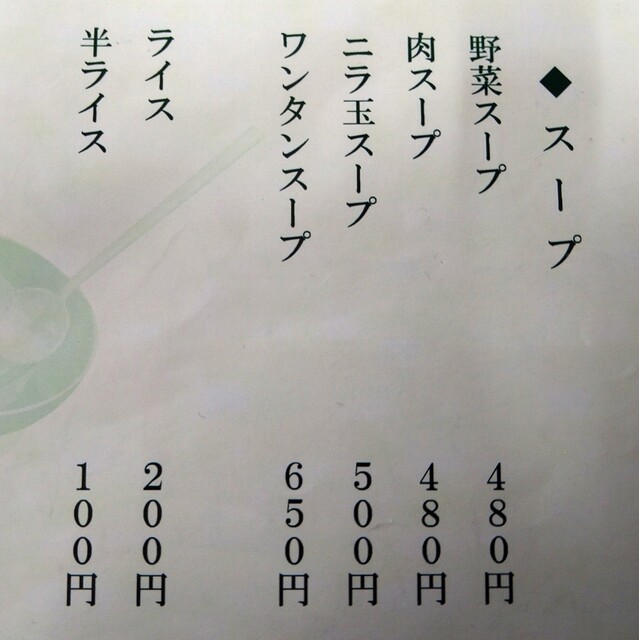 ◆スープ
野菜スープ 480円
肉スープ 480円
ニラ玉スープ 500円
ワンタンスープ 650円
ライス 200円
半ライス 100円